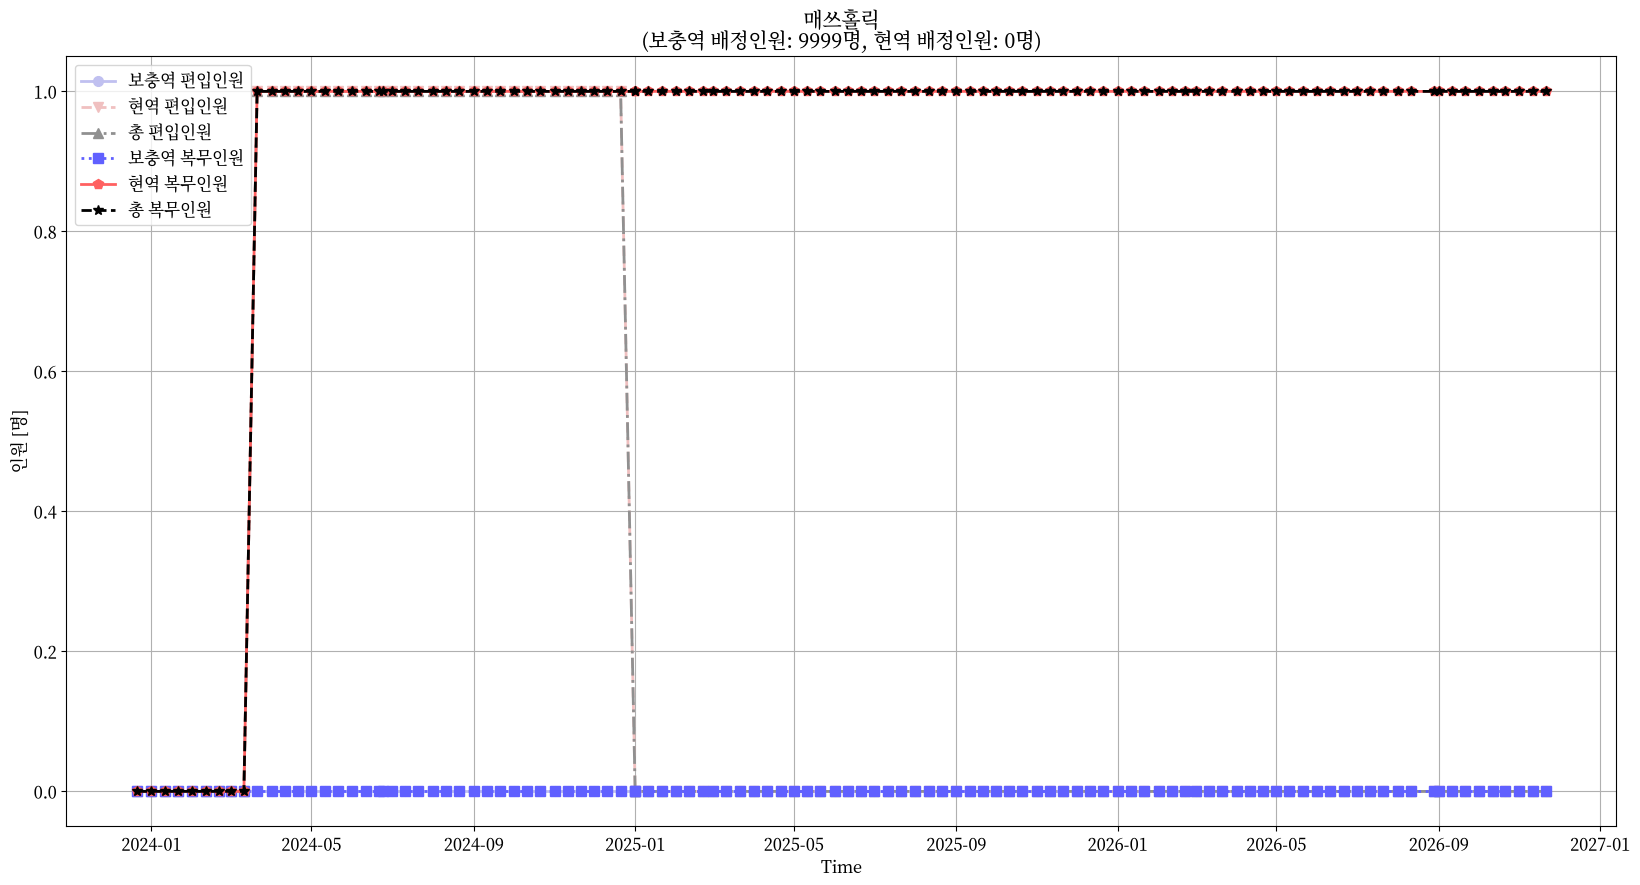 매쓰홀릭
(보충역 배정인원: 9999명, 현역 배정인원: 0명)
보충역 편입인원
현역 편입인원
총 편입인원
보충역 복무인원
현역 복무인원
총 복무인원
1.0
0.8
0.6
0.4
0.2
0.0
인원 [명]
2024-01
2024-05
2024-09
2025-01
2025-05
2025-09
2026-01
2026-05
2026-09
2027-01
Time